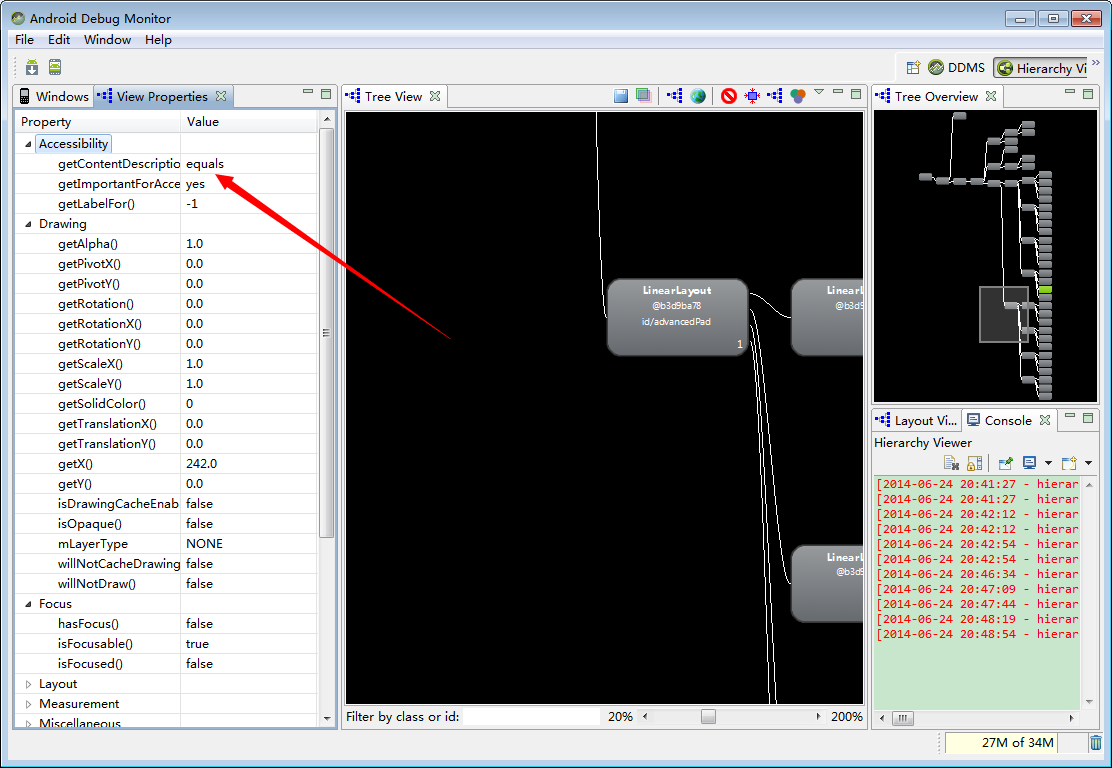 Android Debug Monitor
File Edit Window Help
DDMS Hierarchy Vi
Windows View Properties
Property Value
Accessibility
getContentDescriptio equals
getImportantForAcce yes
getLabelFor() -1
Drawing
getAlpha() 1.0
getPivotX() 0.0
getPivotY() 0.0
getRotation() 0.0
getRotationX() 0.0
getRotationY() 0.0
getScaleX() 1.0
getScaleY() 1.0
getSolidColor() 0
getTranslationX() 0.0
getTranslationY() 0.0
getX() 242.0
getY() 0.0
isDrawingCacheEnab false
isOpaque() false
mLayerType NONE
willNotCacheDrawing false
willNotDraw() false
Focus
hasFocus() false
isFocusable() true
isFocused() false
Layout
Measurement
Miscellaneous
Tree View
LinearLayout
@b3d9ba78
id/advancedPad
1
LinearL
@b3d9
LinearL
@b3d9
Filter by class or id: 20% 200%
Tree Overview
Layout Vi... Console
Hierarchy Viewer
[2014-06-24 20:41:27 - hierar
[2014-06-24 20:41:27 - hierar
[2014-06-24 20:42:12 - hierar
[2014-06-24 20:42:12 - hierar
[2014-06-24 20:42:54 - hierar
[2014-06-24 20:42:54 - hierar
[2014-06-24 20:46:34 - hierar
[2014-06-24 20:47:09 - hierar
[2014-06-24 20:47:44 - hierar
[2014-06-24 20:48:19 - hierar
[2014-06-24 20:48:54 - hierar
27M of 34M